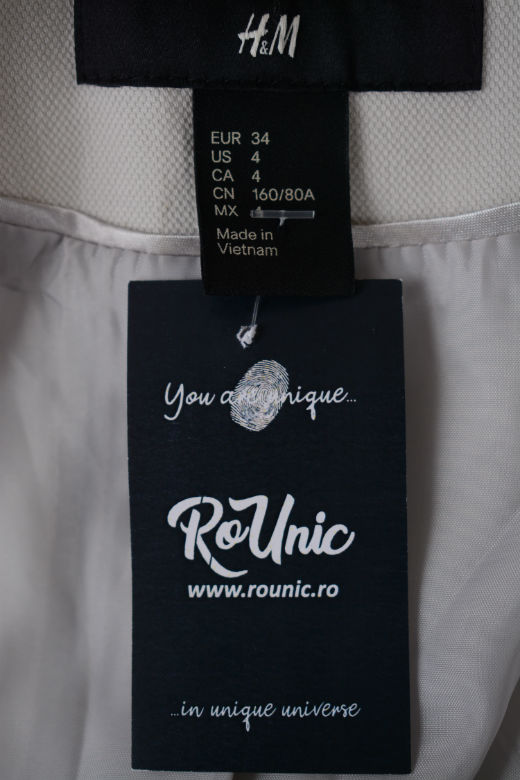 H&M
EUR 34
US 4
CA 4
CN 160/80A
MX
Made in
Vietnam
You are unique...
RoUnic
www.rounic.ro
...in unique universe